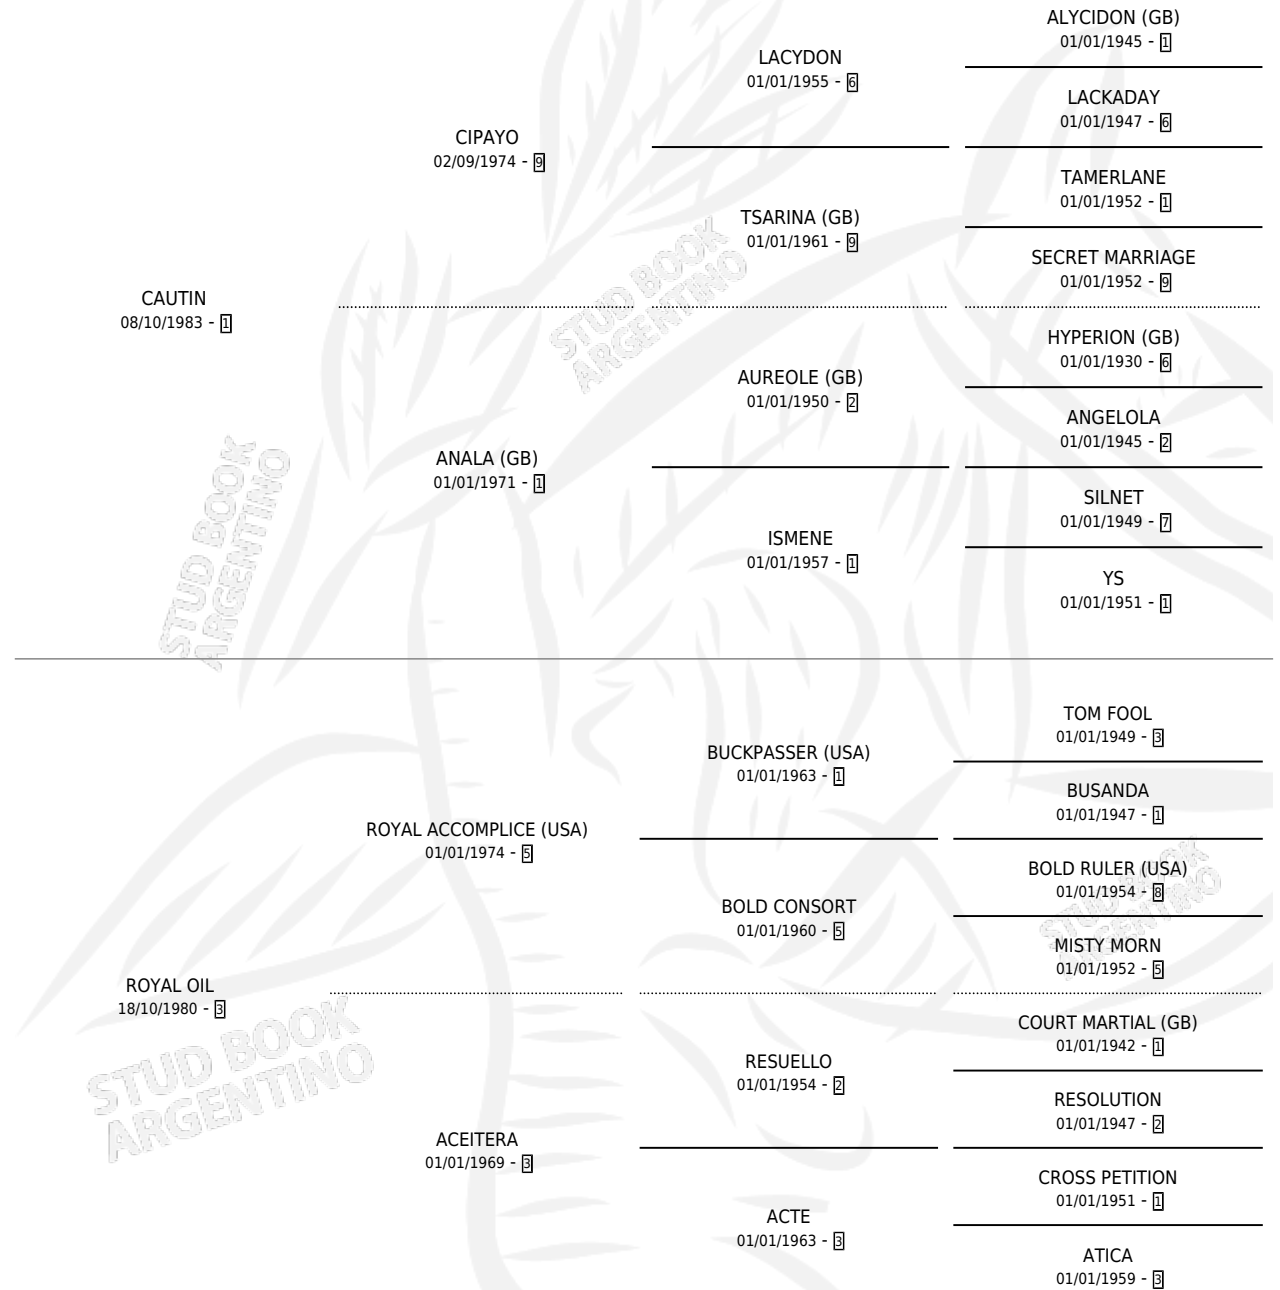 ALYCIDON (GB)
01/01/1945 - 1
LACYDON
01/01/1955 - 6
LACKADAY
01/01/1947 - 6
CIPAYO
02/09/1974 - 9
TAMERLANE
01/01/1952 - 1
TSARINA (GB)
01/01/1961 - 9
SECRET MARRIAGE
01/01/1952 - 9
CAUTIN
08/10/1983 - 1
HYPERION (GB)
01/01/1930 - 6
AUREOLE (GB)
01/01/1950 - 2
ANGELOLA
01/01/1945 - 2
ANALA (GB)
01/01/1971 - 1
SILNET
01/01/1949 - 7
ISMENE
01/01/1957 - 1
YS
01/01/1951 - 1
TOM FOOL
01/01/1949 - 3
BUCKPASSER (USA)
01/01/1963 - 1
BUSANDA
01/01/1947 - 1
ROYAL ACCOMPLICE (USA)
01/01/1974 - 5
BOLD RULER (USA)
01/01/1954 - 8
BOLD CONSORT
01/01/1960 - 5
MISTY MORN
01/01/1952 - 5
ROYAL OIL
18/10/1980 - 3
COURT MARTIAL (GB)
01/01/1942 - 1
RESUELLO
01/01/1954 - 2
RESOLUTION
01/01/1947 - 2
ACEITERA
01/01/1969 - 3
CROSS PETITION
01/01/1951 - 1
ACTE
01/01/1963 - 3
ATICA
01/01/1959 - 3
STUD BOOK
ARGENTINO
STUD BOOK
ARGENTINO
STUD BOOK
ARGENTINO
STUD BOOK
ARGENTINO